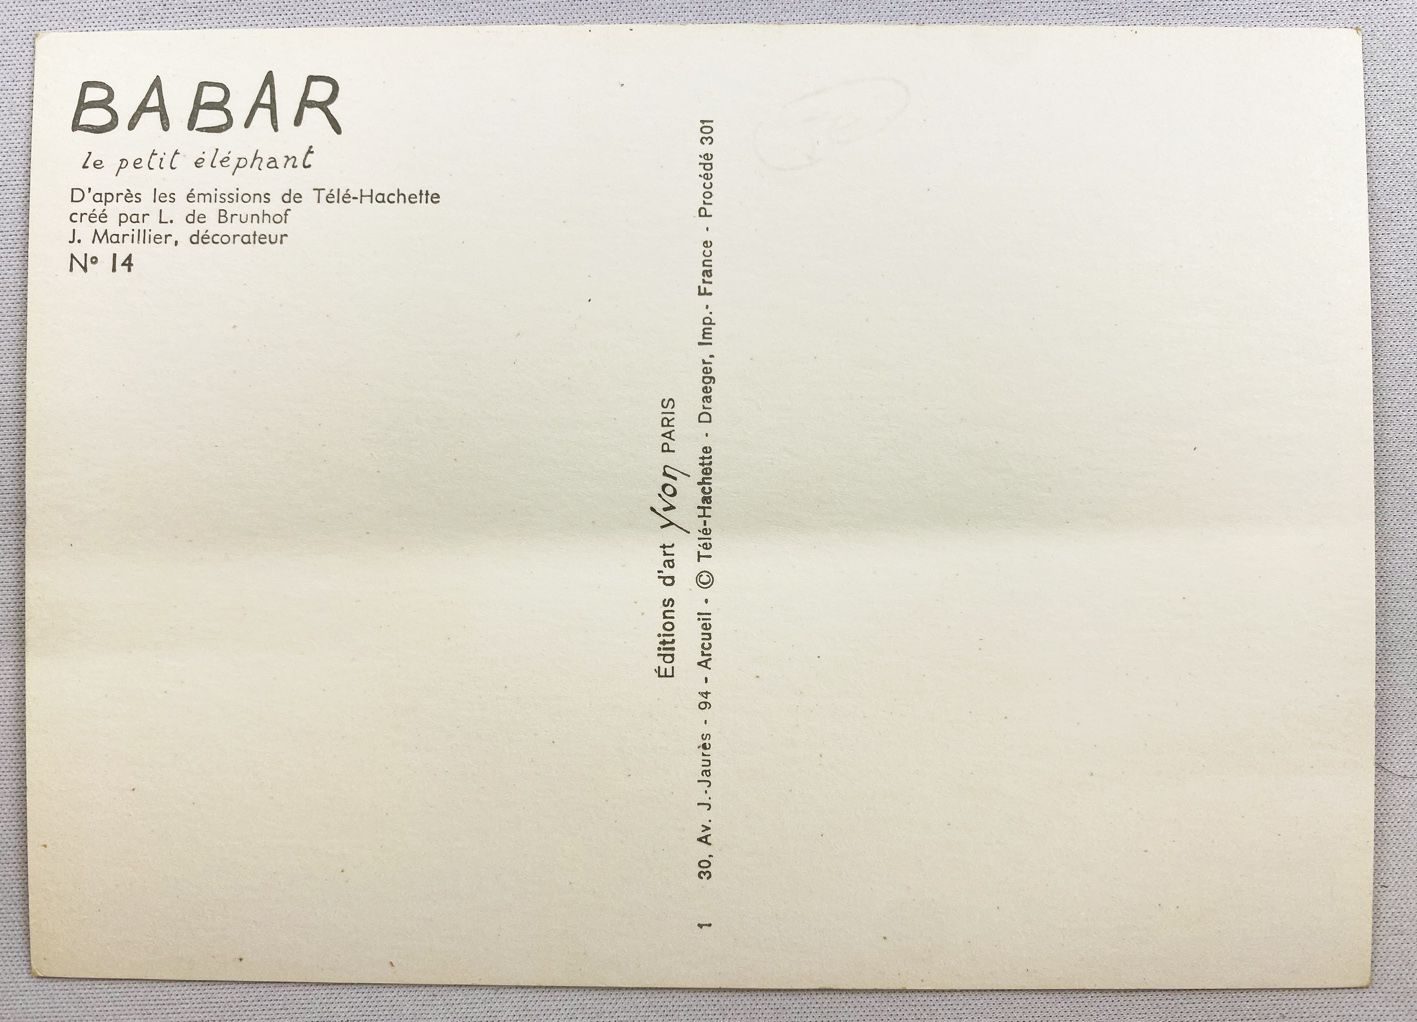 BABAR
le petit éléphant
D'après les émissions de Télé-Hachette
créé par L. de Brunhof
J. Marillier, décorateur
N° 14
Éditions d'art Yvon PARIS
1 30, Av. J.-Jaurès - 94 - Arcueil - © Télé-Hachette - Draeger, Imp.- France - Procédé 301